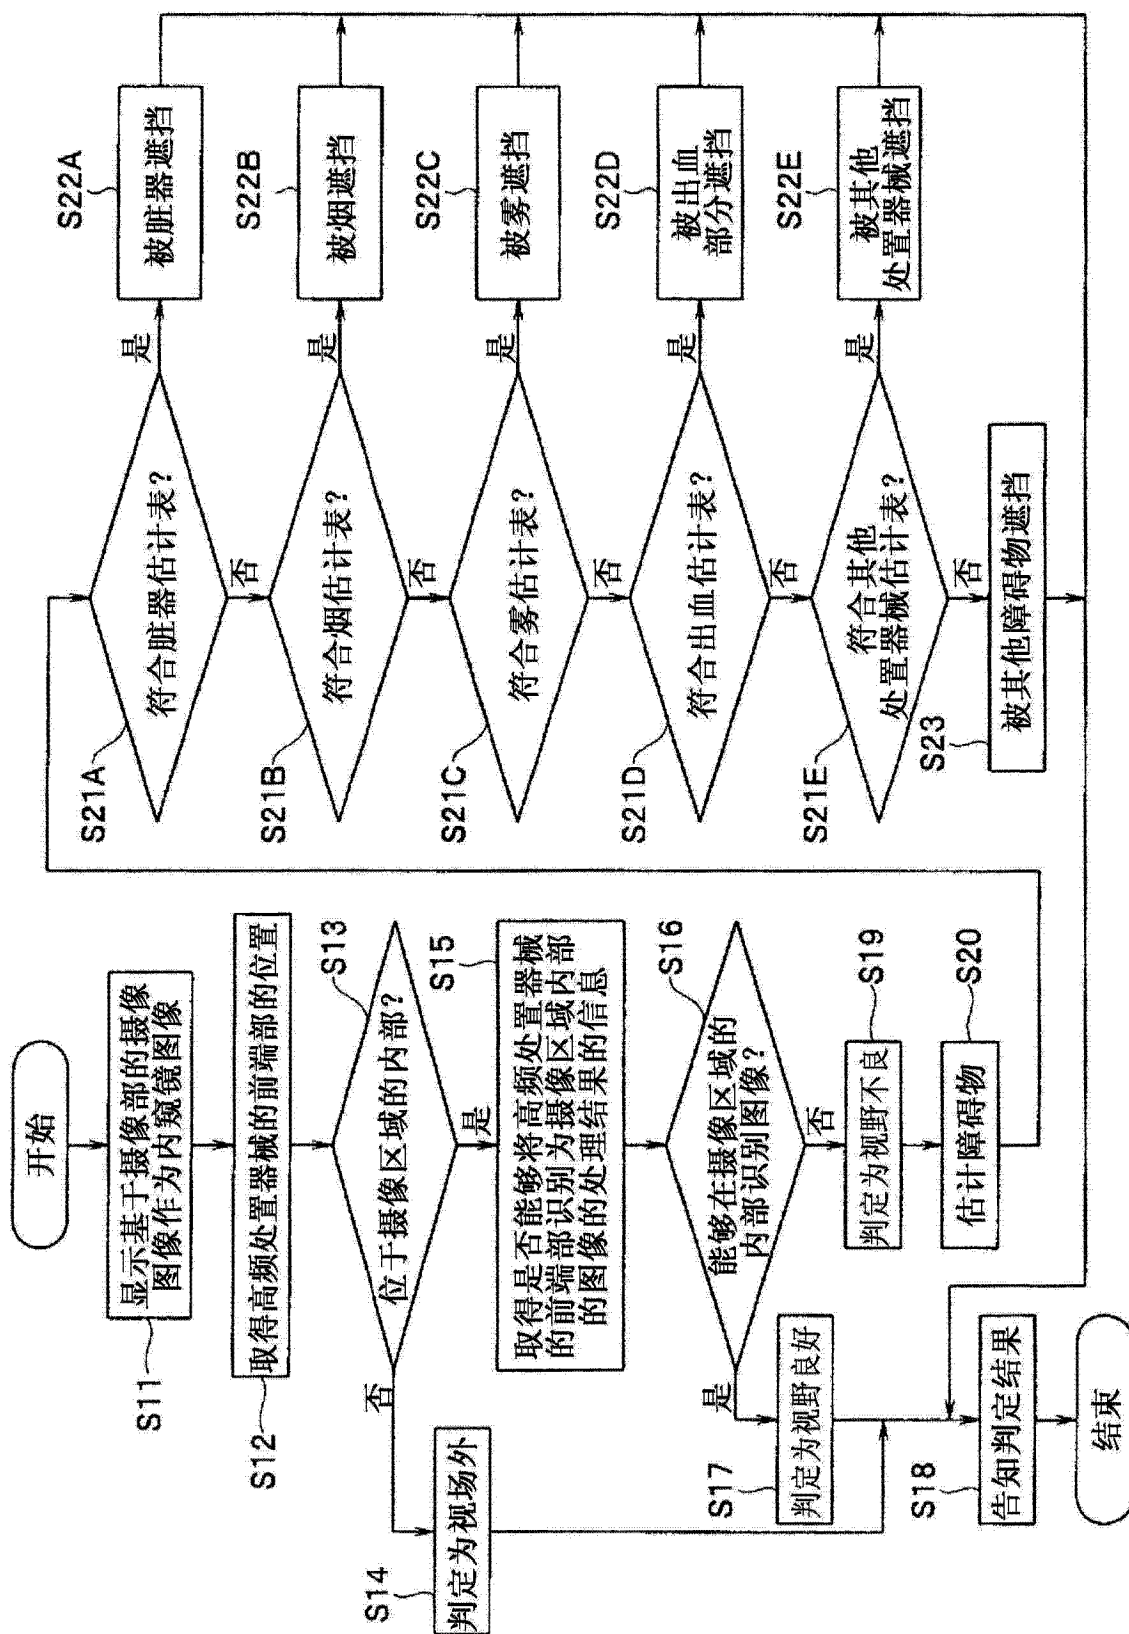 开始
S11
显示基于摄像部的摄像
图像作为内窥镜图像
S12
取得高频处置器械的前端部的位置
S13
位于摄像区域的内部？
否
是
S14
判定为视场外
S15
取得是否能够将高频处置器械
的前端部识别为摄像区域内部
的图像的处理结果的信息
S16
能够在摄像区域的
内部识别图像？
是
否
S17
判定为视野良好
S19
判定为视野不良
S20
估计障碍物
S18
告知判定结果
结束
S21A
符合脏器估计表？
是
否
S22A
被脏器遮挡
S21B
符合烟估计表？
是
否
S22B
被烟遮挡
S21C
符合雾估计表？
是
否
S22C
被雾遮挡
S21D
符合出血估计表？
是
否
S22D
被出血
部分遮挡
S21E
符合其他
处置器械估计表？
是
否
S22E
被其他
处置器械遮挡
S23
被其他障碍物遮挡